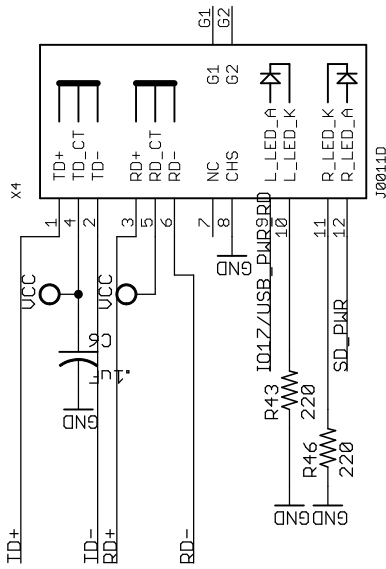 G1
G2
G1
G2
TD+
TD_CT
TD-
RD+
RD_CT
RD-
NC
CHS
L_LED_A
L_LED_K
R_LED_K
R_LED_A
X4
J0011D
1
4
2
3
5
6
7
8
9
10
11
12
GND
VCC
VCC
IO17/USB_PWR9RD
SD_PWR
C6
.1uF
GND
R43
220
R46
220
GND
GND
TD+
TD-
RD+
RD-